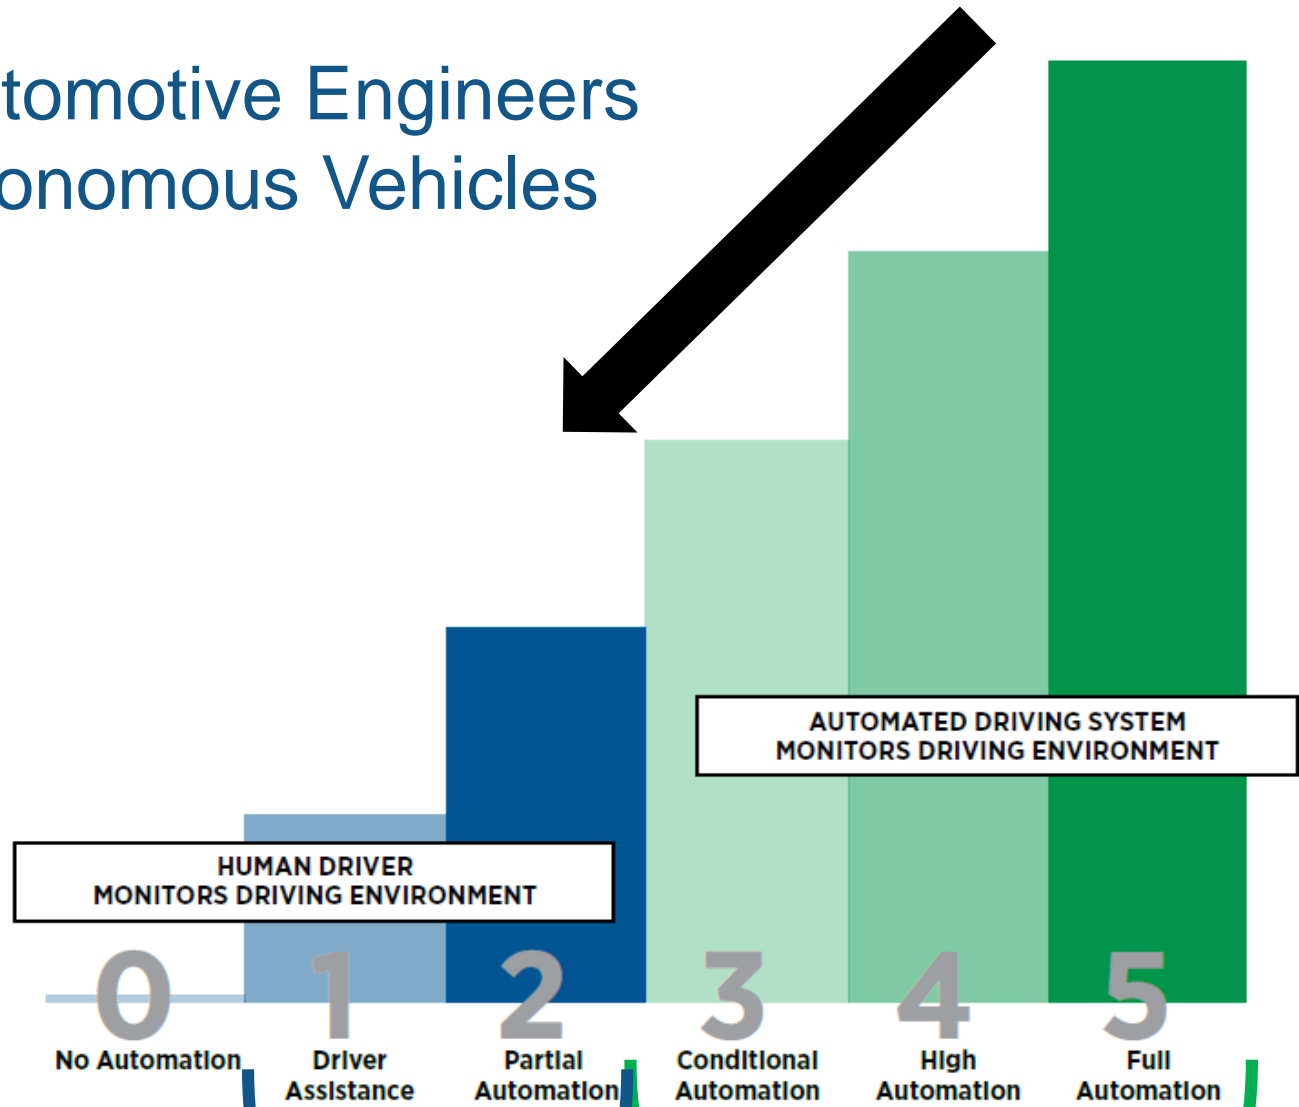 tomotive Engineers
onomous Vehicles
AUTOMATED DRIVING SYSTEM
MONITORS DRIVING ENVIRONMENT
HUMAN DRIVER
MONITORS DRIVING ENVIRONMENT
0 1 2 3 4 5
No Automation Driver Partial Conditional High Full
Assistance Automation Automation Automation Automation